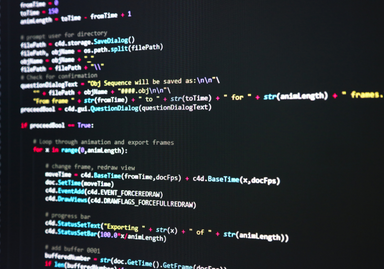 fromTime = 0
toTime = 150
animLength = toTime - fromTime + 1
# prompt user for directory
filePath = c4d.storage.SaveDialog()
filePath, objName = os.path.split(filePath)
objName = objName + "_"
filePath = filePath + "\\"
# Check for confirmation
questionDialogText = "Obj Sequence will be saved as:\n\n"\
"" + filePath + objName + "####.obj\n\n"\
"From frame " + str(fromTime) + " to " + str(toTime) + " for " + str(animLength) + " frames.
proceedBool = c4d.gui.QuestionDialog(questionDialogText)
if proceedBool == True:
# Loop through animation and export frames
for x in range(0,animLength):
# change frame, redraw view
moveTime = c4d.BaseTime(fromTime,docFps) + c4d.BaseTime(x,docFps)
doc.SetTime(moveTime)
c4d.EventAdd(c4d.EVENT_FORCEREDRAW)
c4d.DrawViews(c4d.DRAWFLAGS_FORCEFULLREDRAW)
# progress bar
c4d.StatusSetText("Exporting " + str(x) + " of " + str(animLength))
c4d.StatusSetBar(100.0*x/animLength)
# add buffer 0001
bufferedNumber = str(doc.GetTime().GetFrame(docFps))
if len(bufferedNumber)